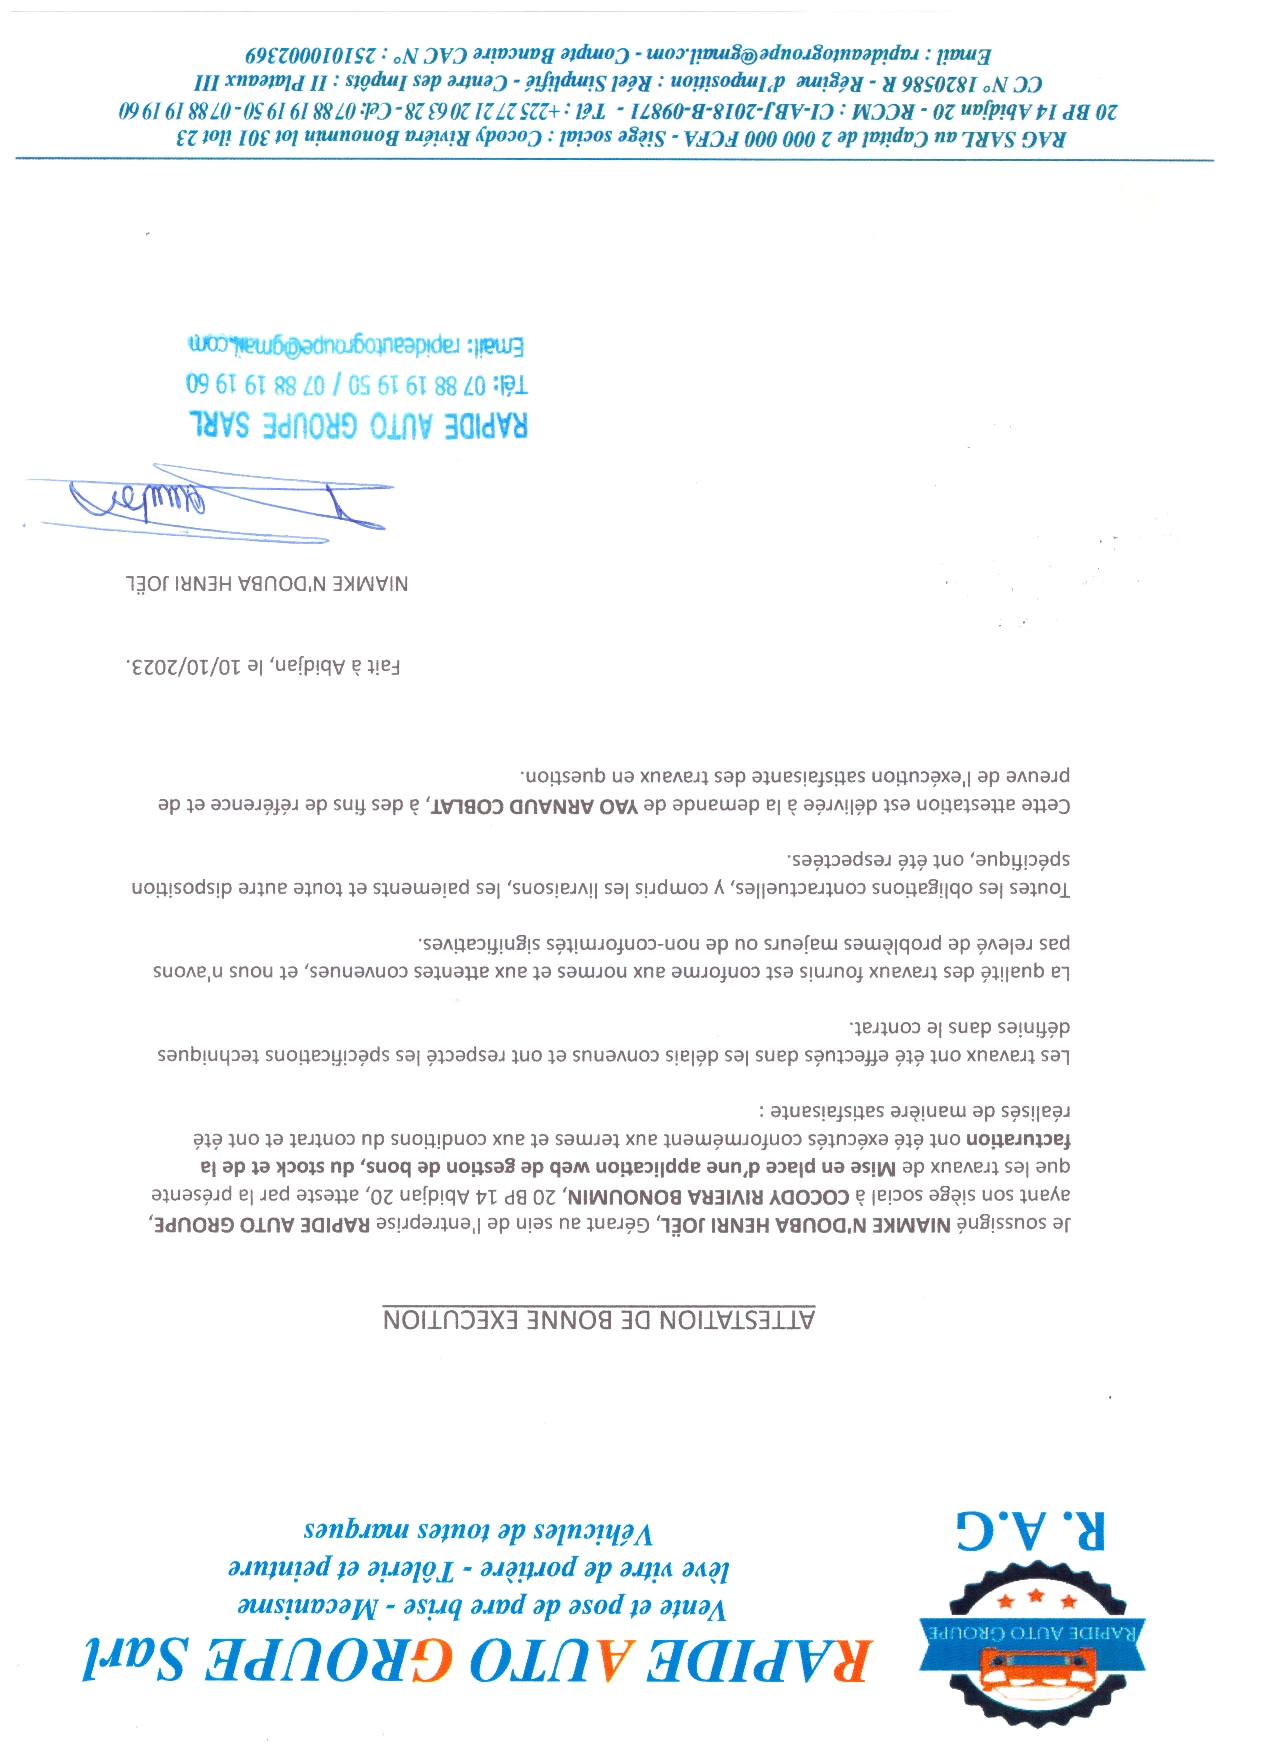 RAPIDE AUTO GROUPE
R. A.G
RAPIDE AUTO GROUPE Sarl
Vente et pose de pare brise - Mecanisme
lève vitre de portière - Tôlerie et peinture
Véhicules de toutes marques
ATTESTATION DE BONNE EXECUTION
Je soussigné NIAMKE N'DOUBA HENRI JOËL, Gérant au sein de l'entreprise RAPIDE AUTO GROUPE,
ayant son siège social à COCODY RIVIERA BONOUMIN, 20 BP 14 Abidjan 20, atteste par la présente
que les travaux de Mise en place d’une application web de gestion de bons, du stock et de la
facturation ont été exécutés conformément aux termes et aux conditions du contrat et ont été
réalisés de manière satisfaisante :
Les travaux ont été effectués dans les délais convenus et ont respecté les spécifications techniques
définies dans le contrat.
La qualité des travaux fournis est conforme aux normes et aux attentes convenues, et nous n'avons
pas relevé de problèmes majeurs ou de non-conformités significatives.
Toutes les obligations contractuelles, y compris les livraisons, les paiements et toute autre disposition
spécifique, ont été respectées.
Cette attestation est délivrée à la demande de YAO ARNAUD COBLAT, à des fins de référence et de
preuve de l'exécution satisfaisante des travaux en question.
Fait à Abidjan, le 10/10/2023.
NIAMKE N'DOUBA HENRI JOËL
RAPIDE AUTO GROUPE SARL
Tél: 07 88 19 19 50 / 07 88 19 19 60
Email: rapideautogroupe@gmail.com
RAG SARL au Capital de 2 000 000 FCFA - Siège social : Cocody Riviéra Bonoumin lot 301 ilot 23
20 BP 14 Abidjan 20 - RCCM : CI-ABJ-2018-B-09871 - Tél : +225 27 21 20 63 28 - Cel: 07 88 19 19 50 - 07 88 19 19 60
CC N° 1820586 R - Régime d’Imposition : Réel Simplifié - Centre des Impôts : II Plateaux III
Email : rapideautogroupe@gmail.com - Compte Bancaire CAC N° : 251010002369